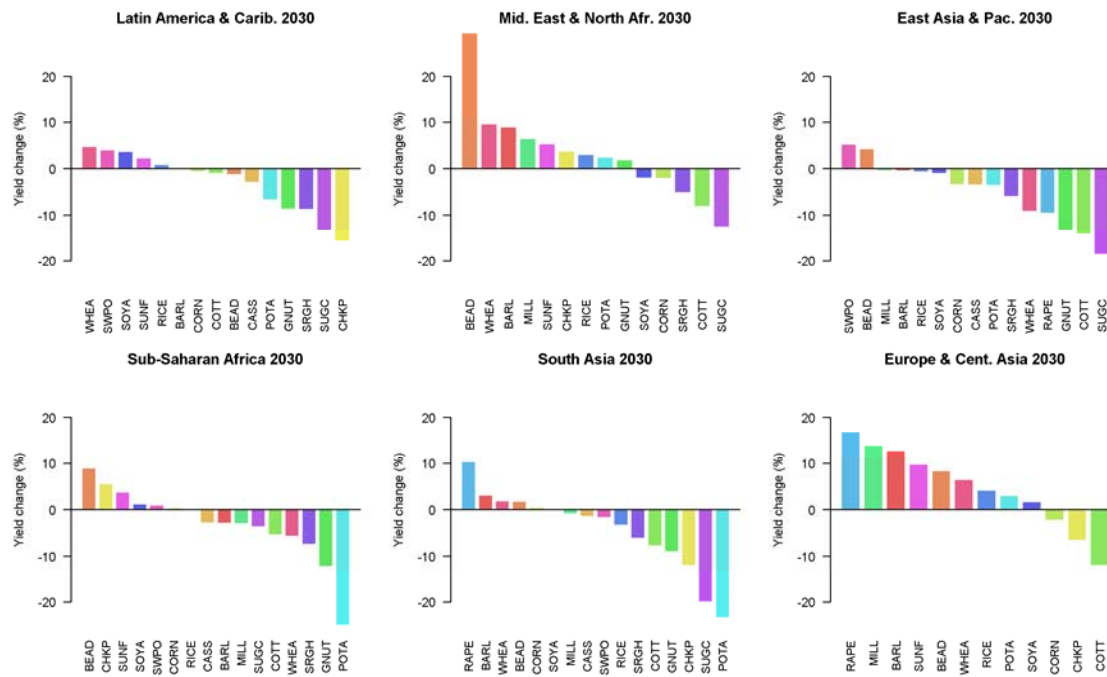 Latin America & Carib. 2030
Mid. East & North Afr. 2030
East Asia & Pac. 2030
Yield change (%)
20
10
0
-10
-20
WHEA
SWPO
SOYA
SUNF
RICE
BARL
CORN
COTT
BEAD
CASS
POTA
GNUT
SRGH
SUGC
CHKP
Yield change (%)
20
10
0
-10
-20
BEAD
WHEA
BARL
MILL
SUNF
CHKP
RICE
POTA
GNUT
SOYA
CORN
SRGH
COTT
SUGC
Yield change (%)
20
10
0
-10
-20
SWPO
BEAD
MILL
BARL
RICE
SOYA
CORN
CASS
POTA
SRGH
WHEA
RAPE
GNUT
COTT
SUGC
Sub-Saharan Africa 2030
South Asia 2030
Europe & Cent. Asia 2030
Yield change (%)
20
10
0
-10
-20
BEAD
CHKP
SUNF
SOYA
SWPO
CORN
RICE
CASS
BARL
MILL
SUGC
COTT
WHEA
SRGH
GNUT
POTA
Yield change (%)
20
10
0
-10
-20
RAPE
BARL
WHEA
BEAD
CORN
SOYA
MILL
CASS
SWPO
RICE
SRGH
COTT
GNUT
CHKP
SUGC
POTA
Yield change (%)
20
10
0
-10
-20
RAPE
MILL
BARL
SUNF
BEAD
WHEA
RICE
POTA
SOYA
CORN
CHKP
COTT